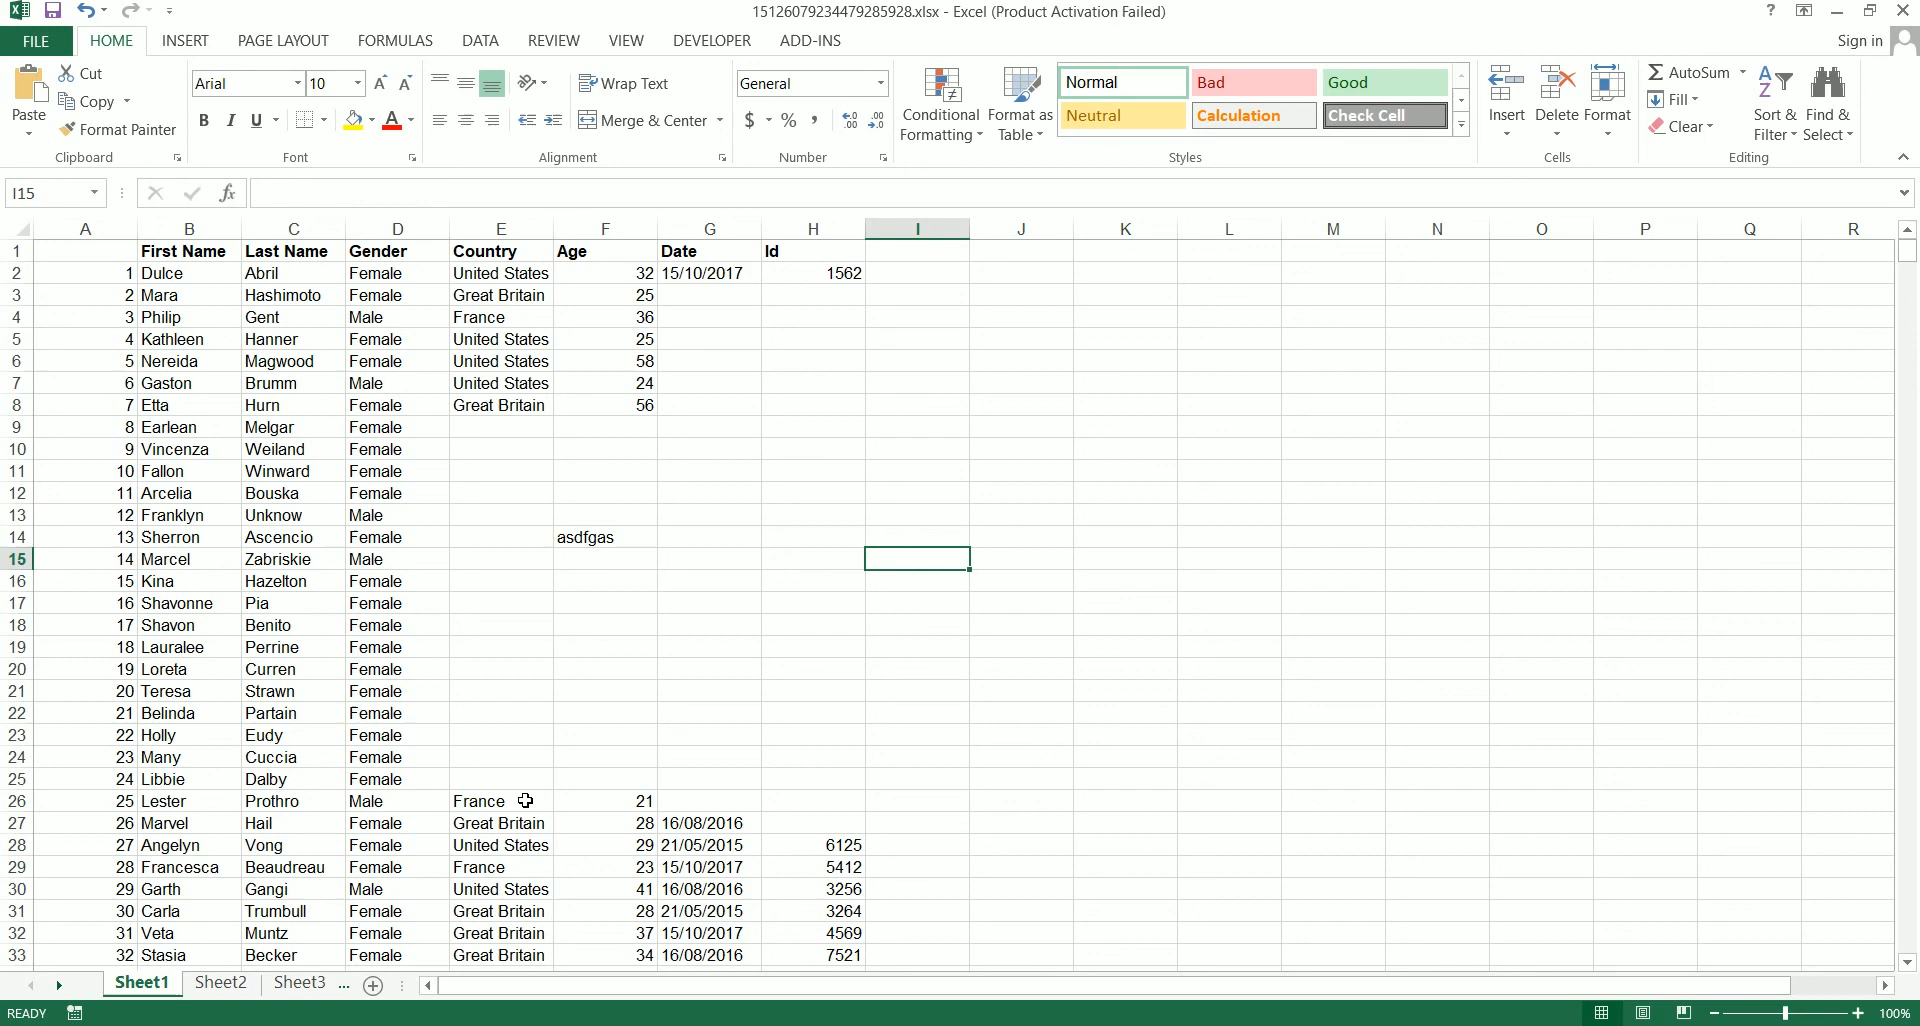 15126079234479285928.xlsx - Excel (Product Activation Failed)
FILE HOME INSERT PAGE LAYOUT FORMULAS DATA REVIEW VIEW DEVELOPER ADD-INS Sign in
Paste Cut Copy Format Painter Clipboard
Arial 10 B I U A Font
Wrap Text Merge & Center Alignment
General $ % , Number
Conditional Formatting Format as Table
Normal Bad Good
Neutral Calculation Check Cell
Styles
Insert Delete Format Cells
AutoSum Fill Clear Sort & Filter Find & Select Editing
I15 fx
A B C D E F G H I J K L M N O P Q R
1 First Name Last Name Gender Country Age Date Id
2 1 Dulce Abril Female United States 32 15/10/2017 1562
3 2 Mara Hashimoto Female Great Britain 25
4 3 Philip Gent Male France 36
5 4 Kathleen Hanner Female United States 25
6 5 Nereida Magwood Female United States 58
7 6 Gaston Brumm Male United States 24
8 7 Etta Hurn Female Great Britain 56
9 8 Earlean Melgar Female
10 9 Vincenza Weiland Female
11 10 Fallon Winward Female
12 11 Arcelia Bouska Female
13 12 Franklyn Unknow Male
14 13 Sherron Ascencio Female asdfgas
15 14 Marcel Zabriskie Male
16 15 Kina Hazelton Female
17 16 Shavonne Pia Female
18 17 Shavon Benito Female
19 18 Lauralee Perrine Female
20 19 Loreta Curren Female
21 20 Teresa Strawn Female
22 21 Belinda Partain Female
23 22 Holly Eudy Female
24 23 Many Cuccia Female
25 24 Libbie Dalby Female
26 25 Lester Prothro Male France 21
27 26 Marvel Hail Female Great Britain 28 16/08/2016
28 27 Angelyn Vong Female United States 29 21/05/2015 6125
29 28 Francesca Beaudreau Female France 23 15/10/2017 5412
30 29 Garth Gangi Male United States 41 16/08/2016 3256
31 30 Carla Trumbull Female Great Britain 28 21/05/2015 3264
32 31 Veta Muntz Female Great Britain 37 15/10/2017 4569
33 32 Stasia Becker Female Great Britain 34 16/08/2016 7521
Sheet1 Sheet2 Sheet3 ...
READY 100%